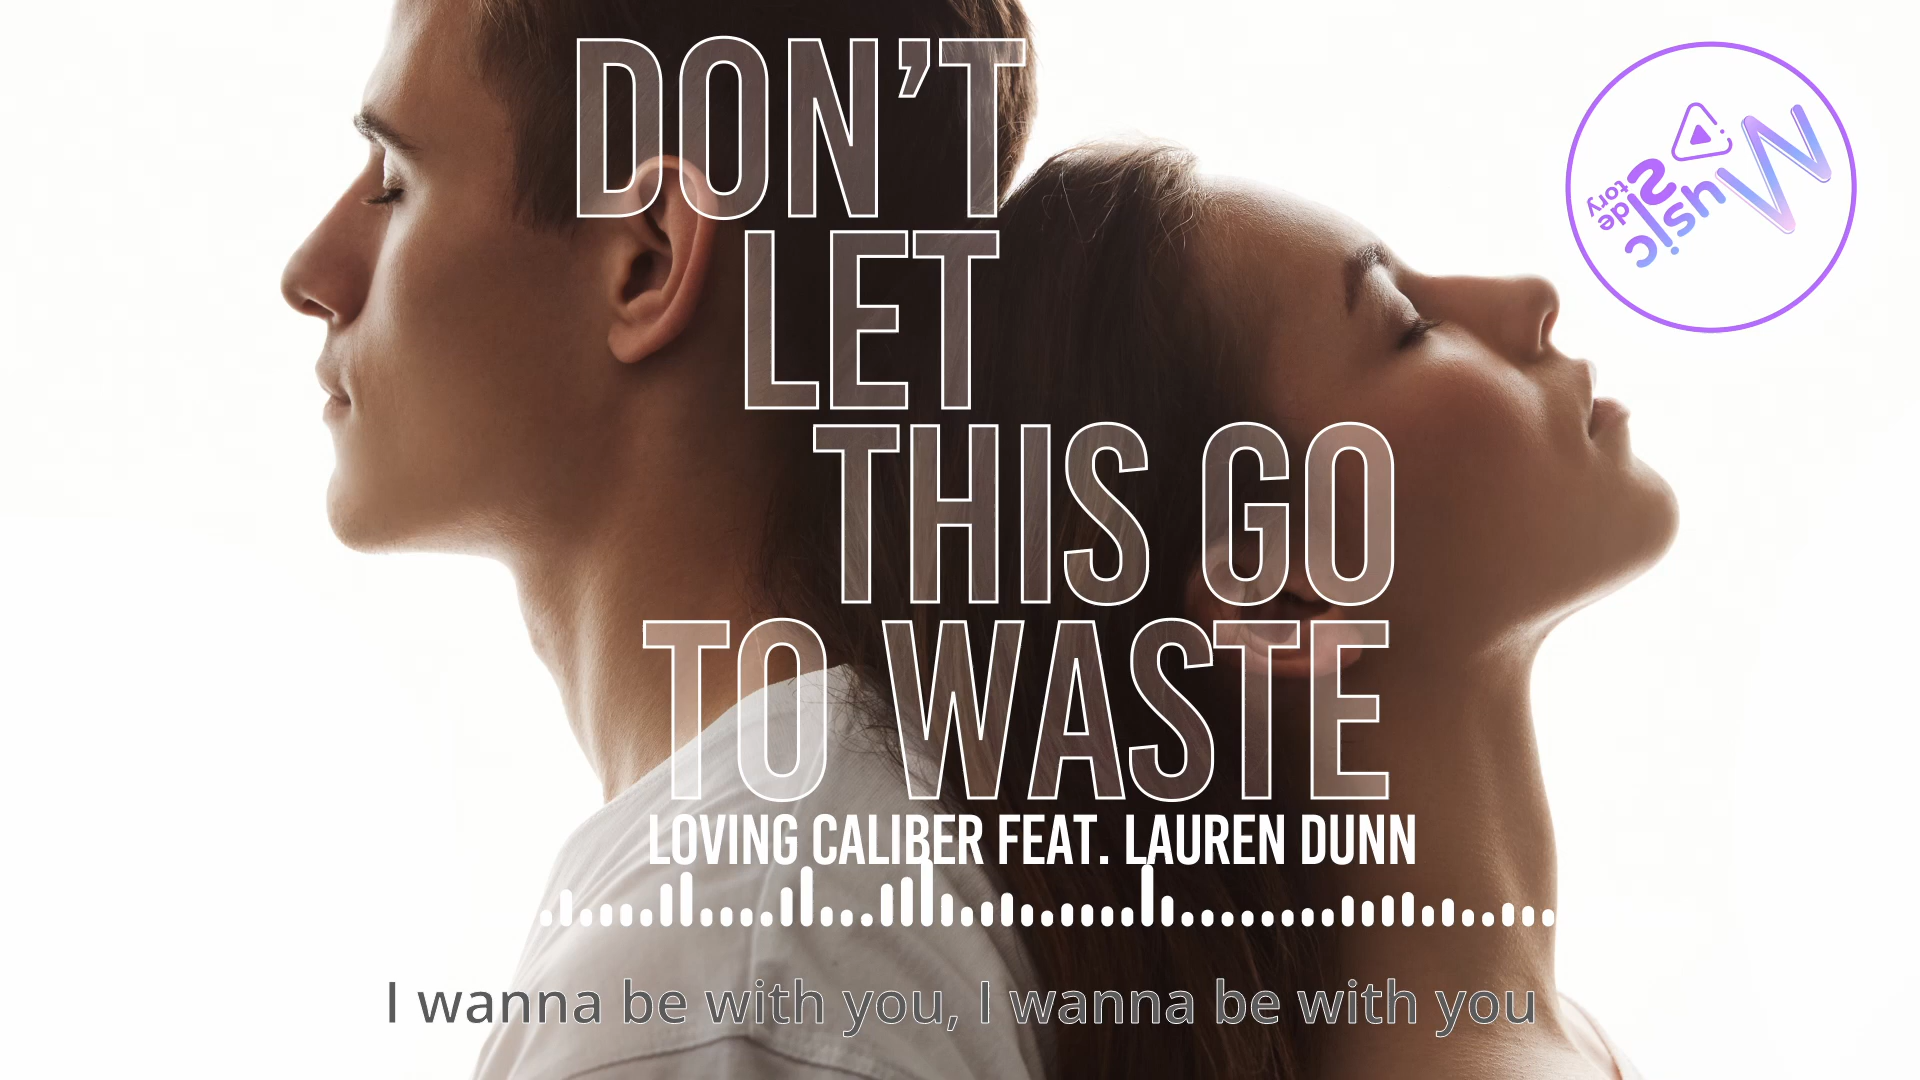 DON'T
LET
THIS GO
TO WASTE
LOVING CALIBER FEAT. LAUREN DUNN
I wanna be with you, I wanna be with you
Music
Side
Story